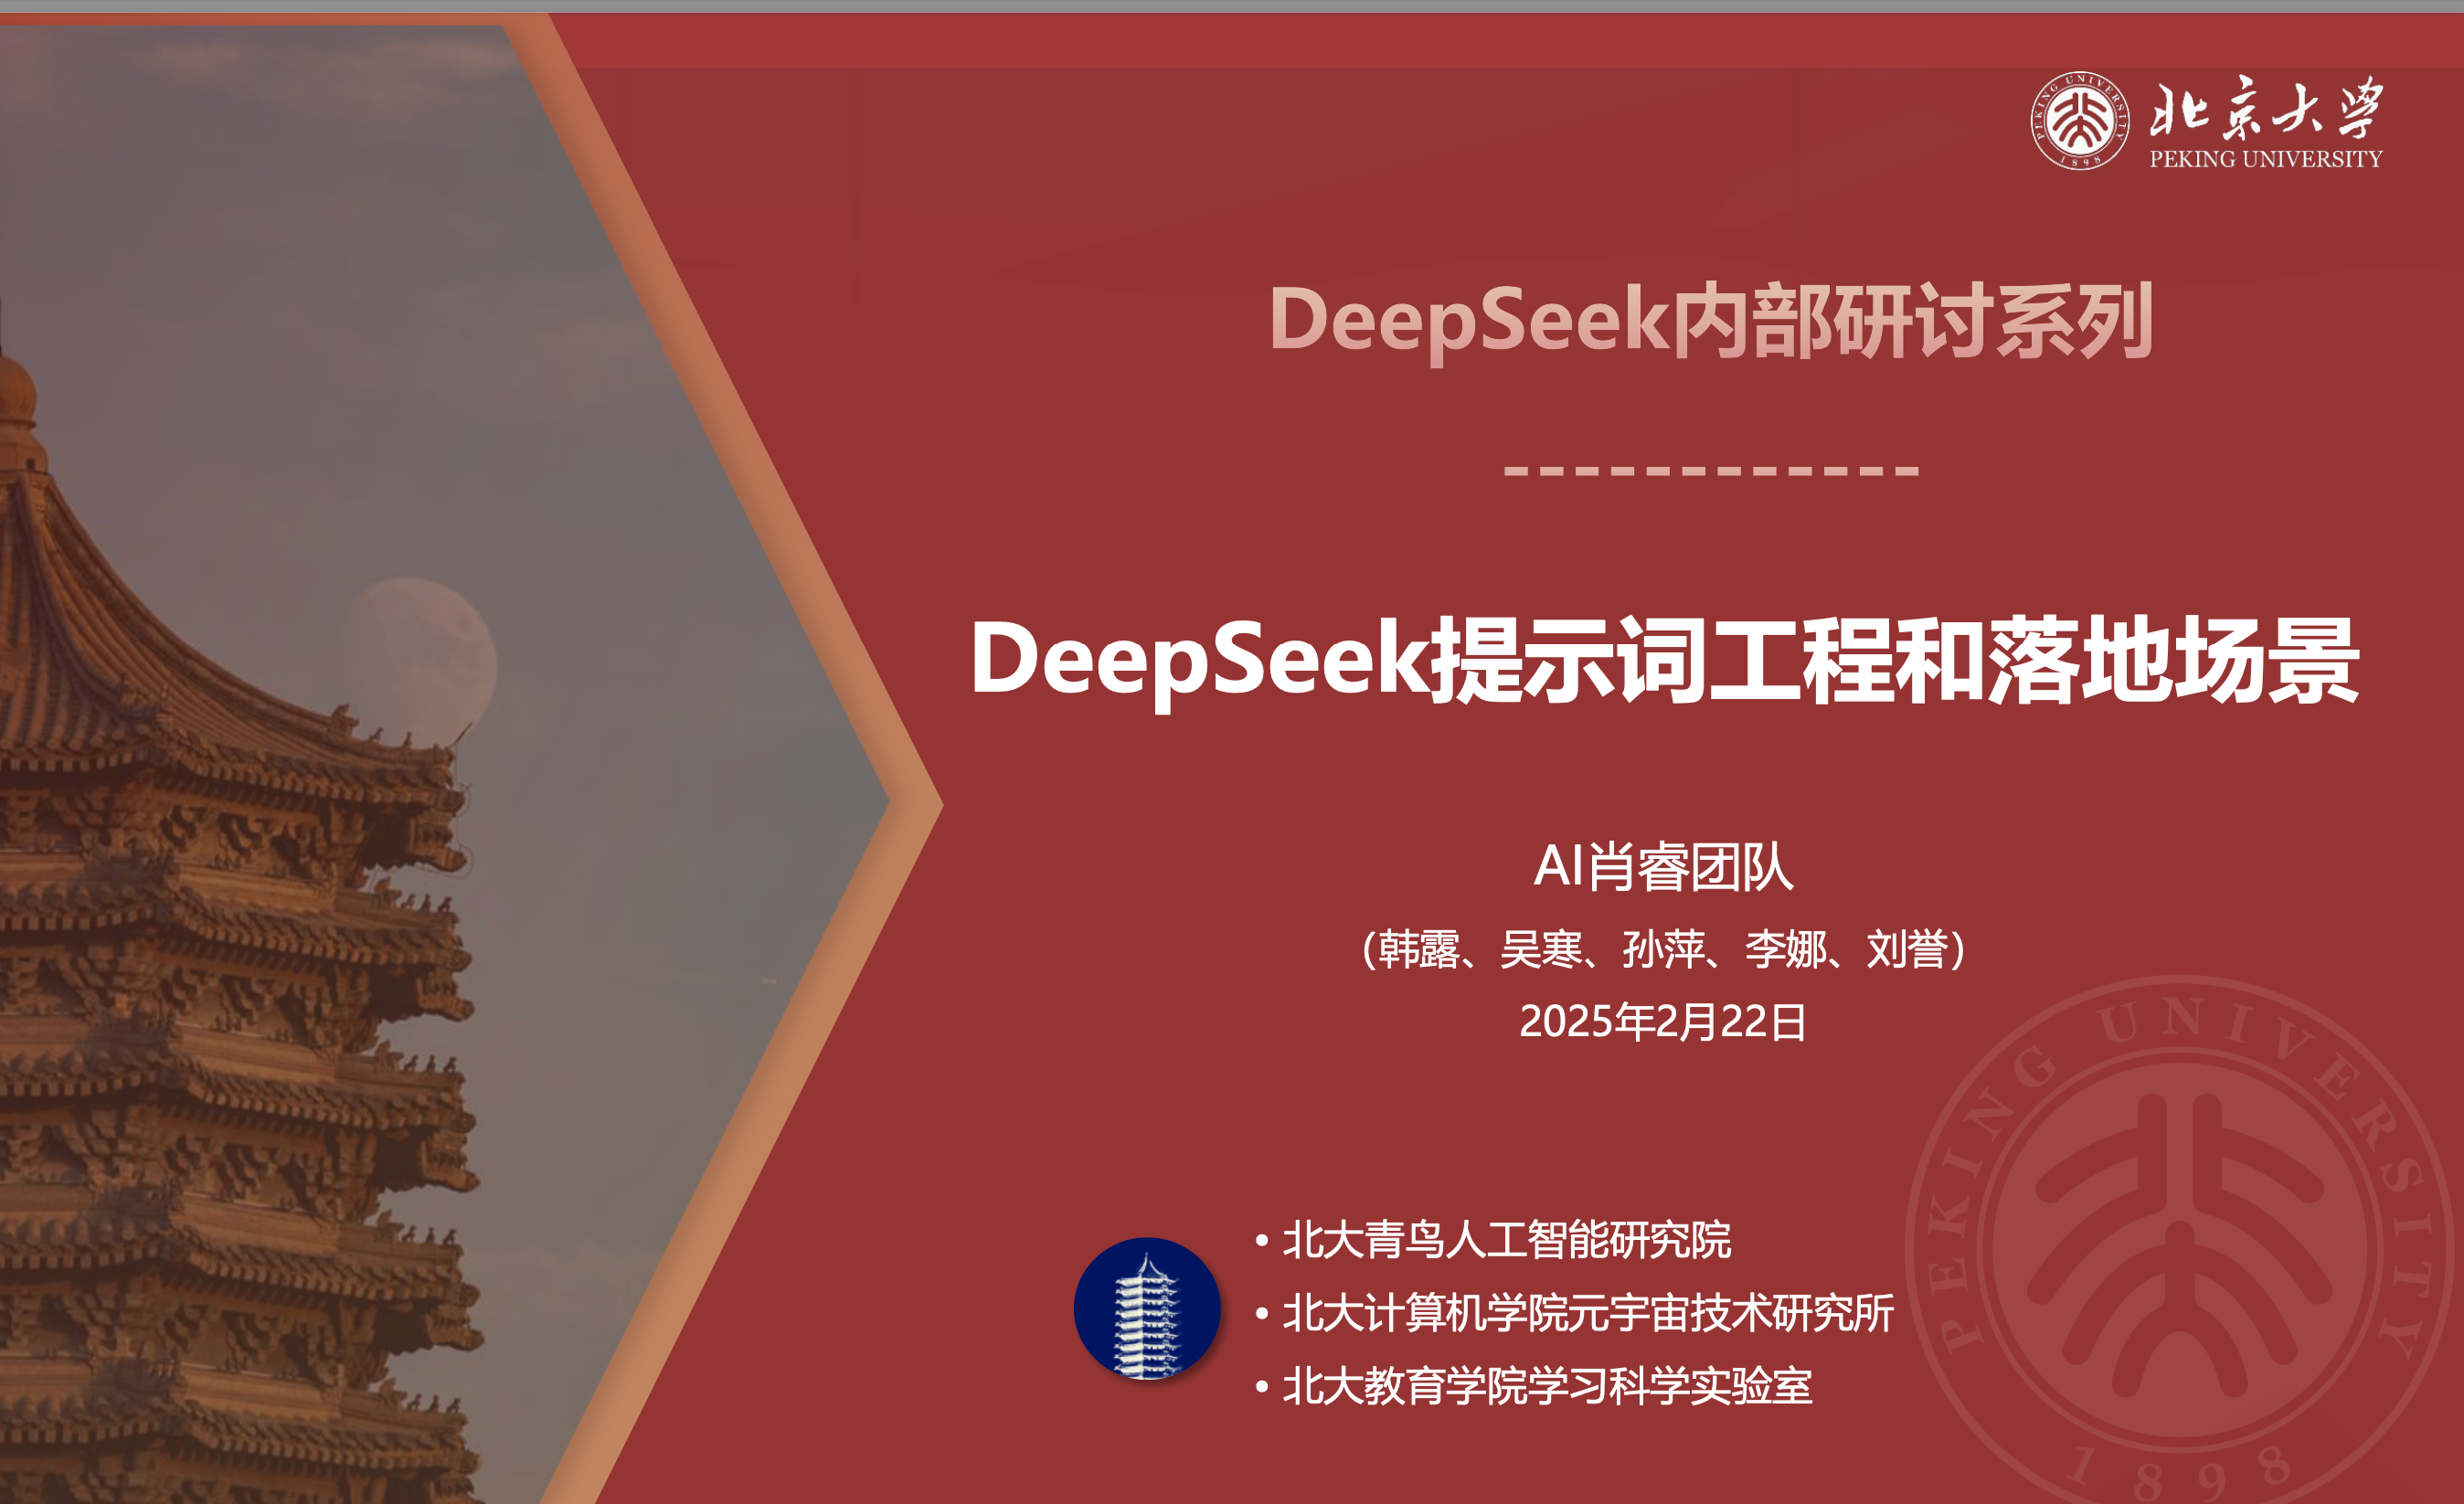 PEKING UNIVERSITY
1898
北京大学
PEKING UNIVERSITY
DeepSeek内部研讨系列
------------
DeepSeek提示词工程和落地场景
AI肖睿团队
（韩露、吴寒、孙萍、李娜、刘誉）
2025年2月22日
• 北大青鸟人工智能研究院
• 北大计算机学院元宇宙技术研究所
• 北大教育学院学习科学实验室
PEKING UNIVERSITY
1898